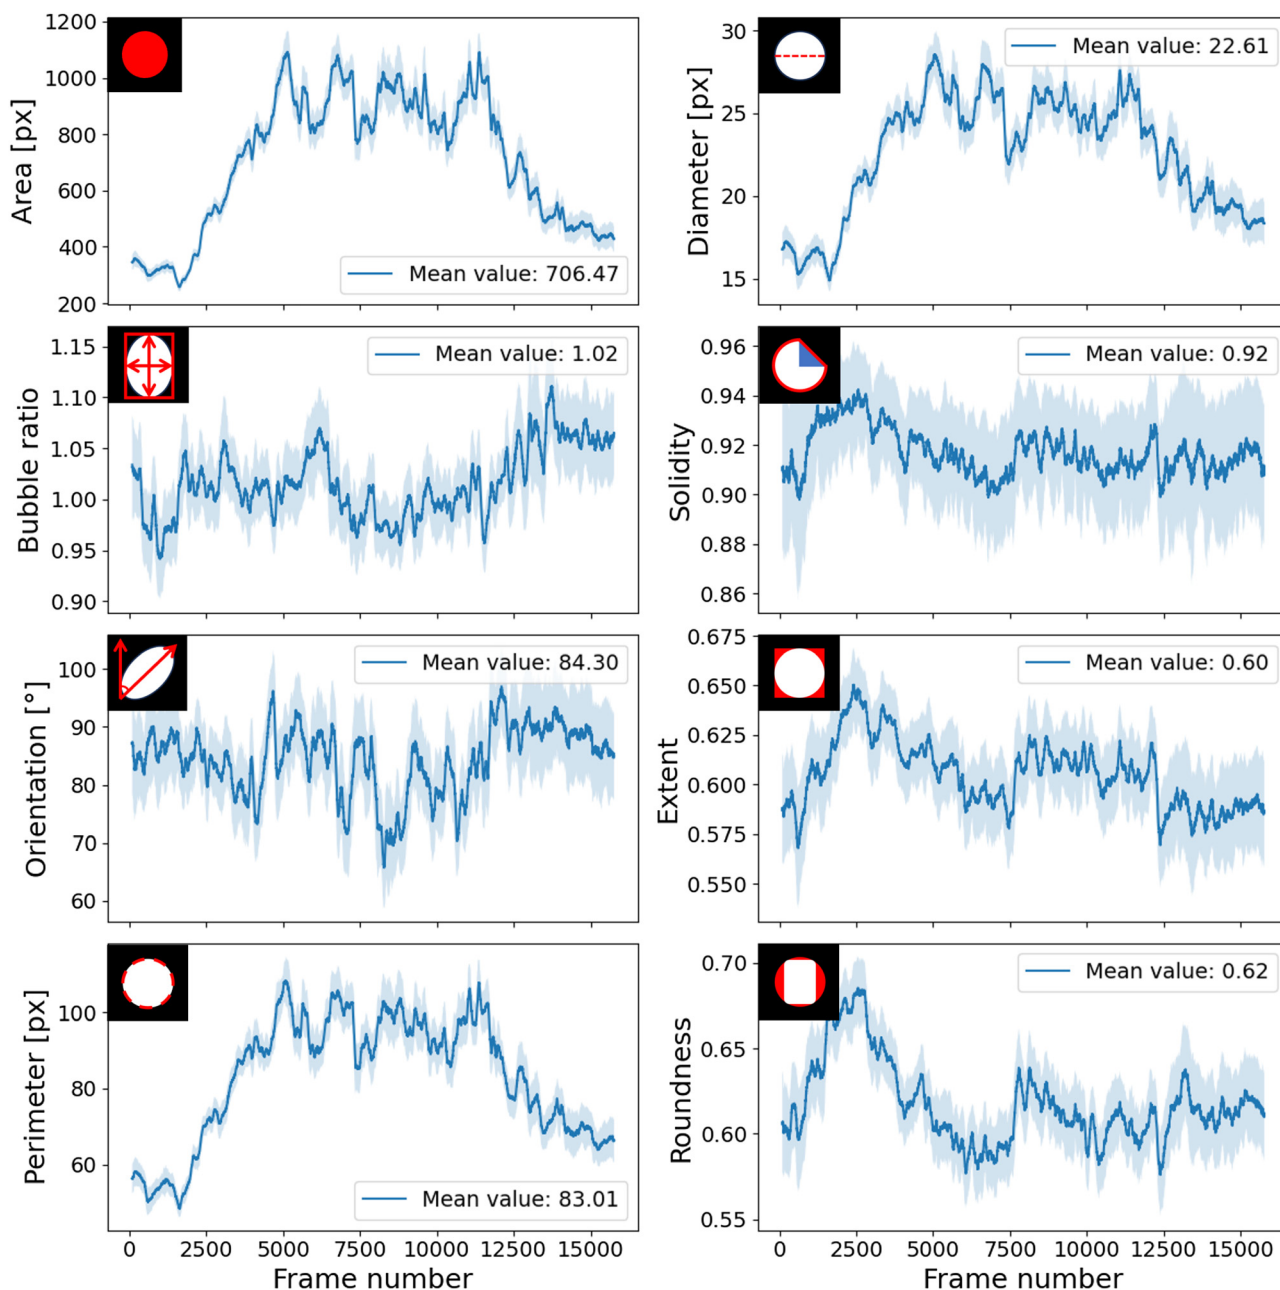 Area [px]
1200
1000
800
600
400
200
Mean value: 706.47
Diameter [px]
30
25
20
15
Mean value: 22.61
Bubble ratio
1.15
1.10
1.05
1.00
0.95
0.90
Mean value: 1.02
Solidity
0.96
0.94
0.92
0.90
0.88
0.86
Mean value: 0.92
Orientation [°]
100
90
80
70
60
Mean value: 84.30
Extent
0.675
0.650
0.625
0.600
0.575
0.550
Mean value: 0.60
Perimeter [px]
100
80
60
Mean value: 83.01
0 2500 5000 7500 10000 12500 15000
Frame number
Roundness
0.70
0.65
0.60
0.55
Mean value: 0.62
0 2500 5000 7500 10000 12500 15000
Frame number